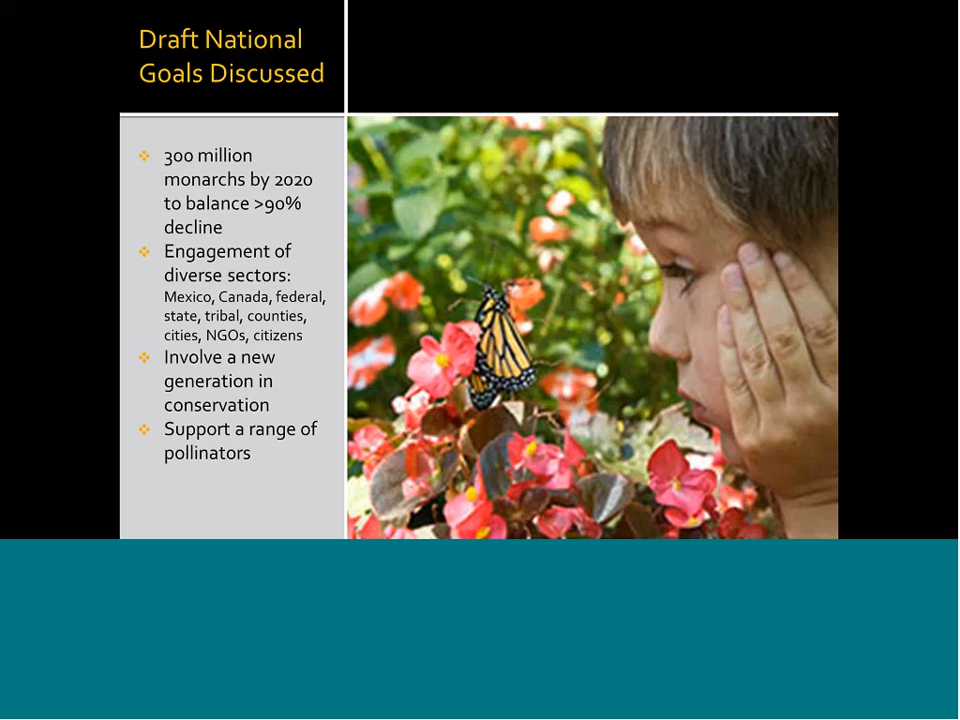 Draft National
Goals Discussed
❖ 300 million
monarchs by 2020
to balance >90%
decline
❖ Engagement of
diverse sectors:
Mexico, Canada, federal,
state, tribal, counties,
cities, NGOs, citizens
❖ Involve a new
generation in
conservation
❖ Support a range of
pollinators